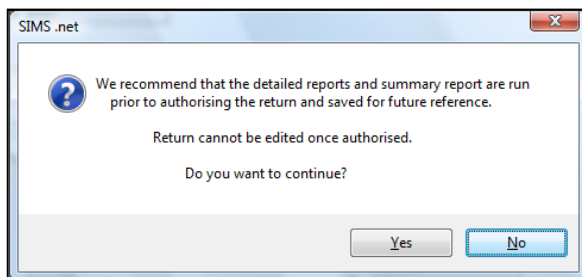 SIMS .net
We recommend that the detailed reports and summary report are run
prior to authorising the return and saved for future reference.
Return cannot be edited once authorised.
Do you want to continue?
Yes
No